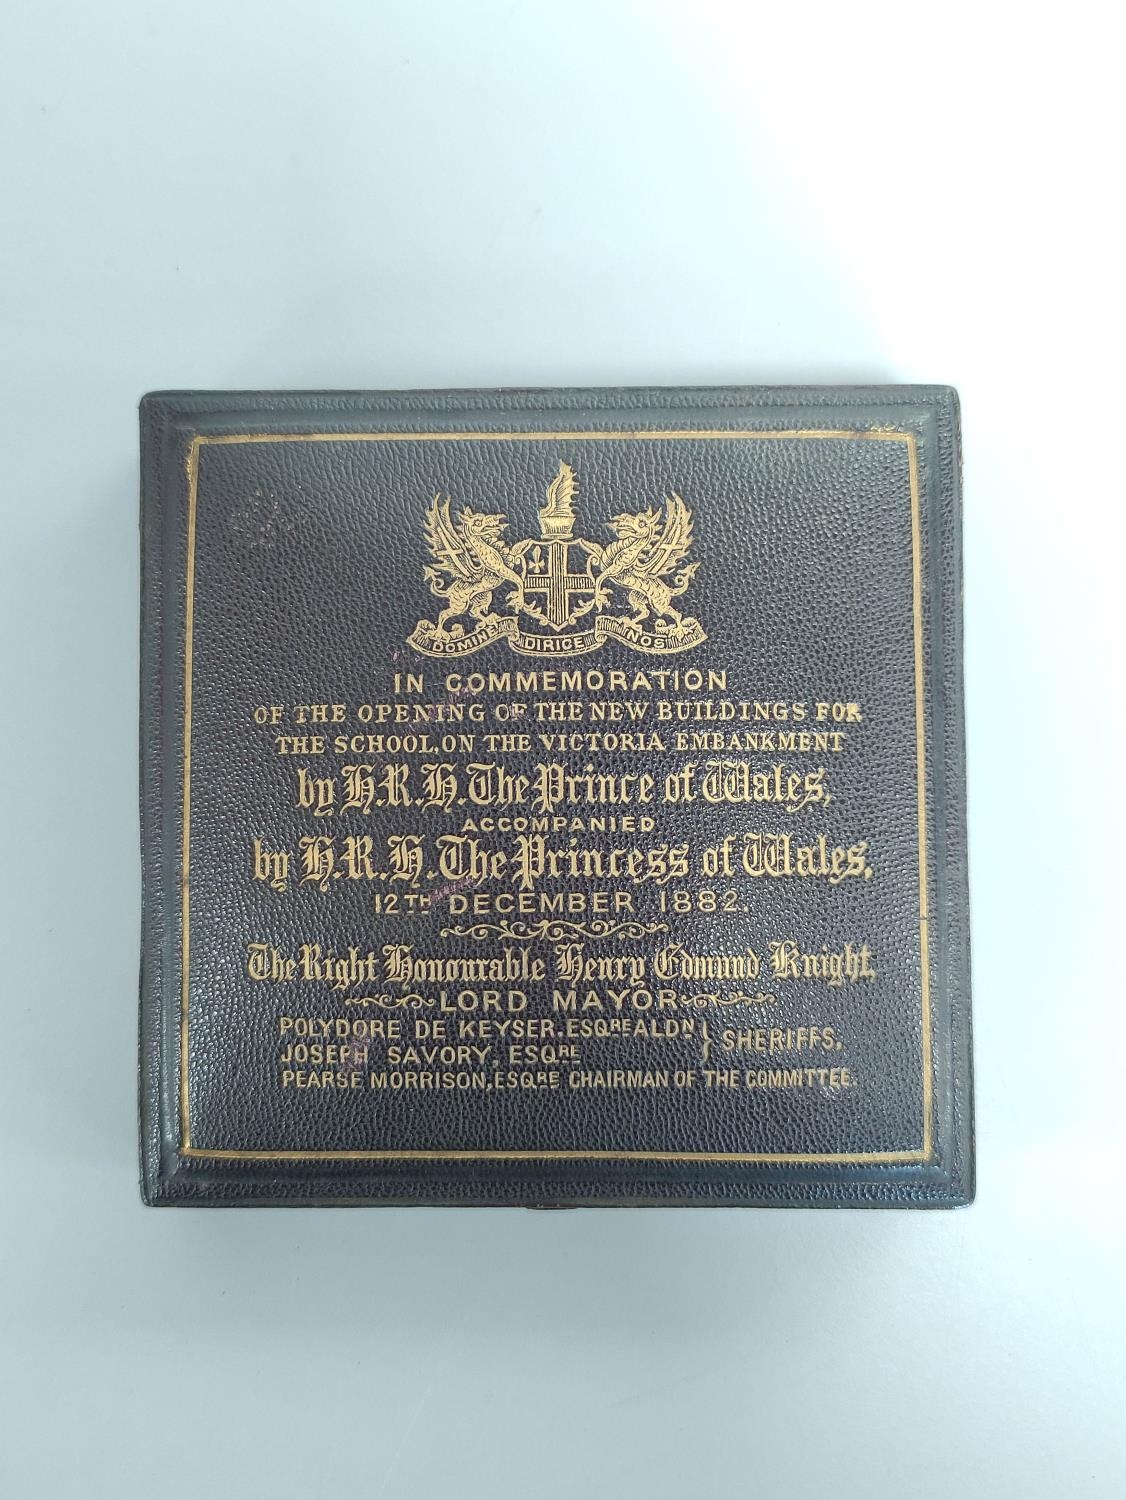 DOMINE DIRIGE NOS
IN COMMEMORATION
OF THE OPENING OF THE NEW BUILDINGS FOR
THE SCHOOL, ON THE VICTORIA EMBANKMENT
by H.R.H. The Prince of Wales,
ACCOMPANIED
by H.R.H. The Princess of Wales,
12TH DECEMBER 1882.
The Right Honourable Henry Edmund Knight,
LORD MAYOR
POLYDORE DE KEYSER, ESQRE ALDN } SHERIFFS.
JOSEPH SAVORY, ESQRE
PEARSE MORRISON, ESQRE CHAIRMAN OF THE COMMITTEE.